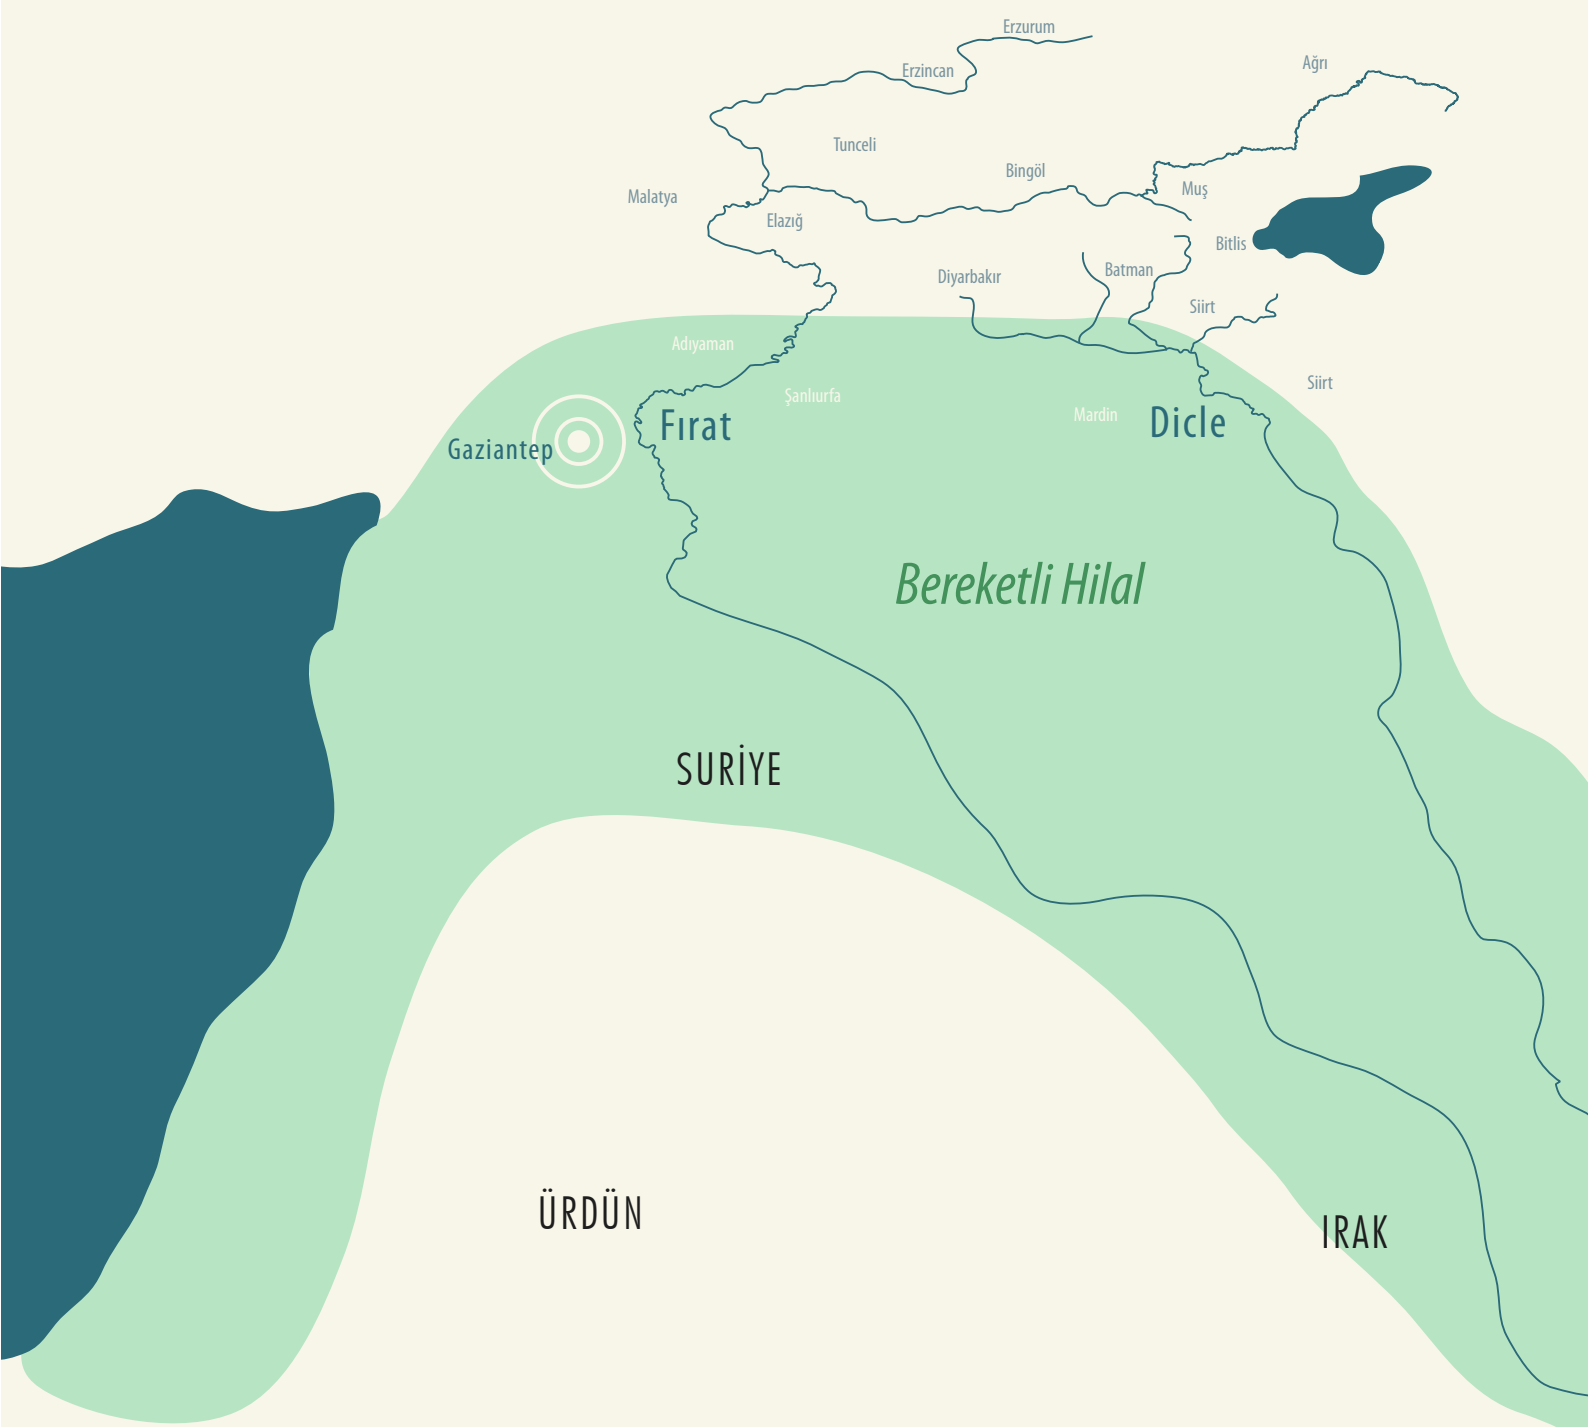 Erzurum
Ağrı
Erzincan
Tunceli
Bingöl
Muş
Malatya
Elazığ
Bitlis
Batman
Diyarbakır
Siirt
Adıyaman
Siirt
Şanlıurfa
Mardin
Fırat
Dicle
Gaziantep
Bereketli Hilal
SURİYE
ÜRDÜN
IRAK